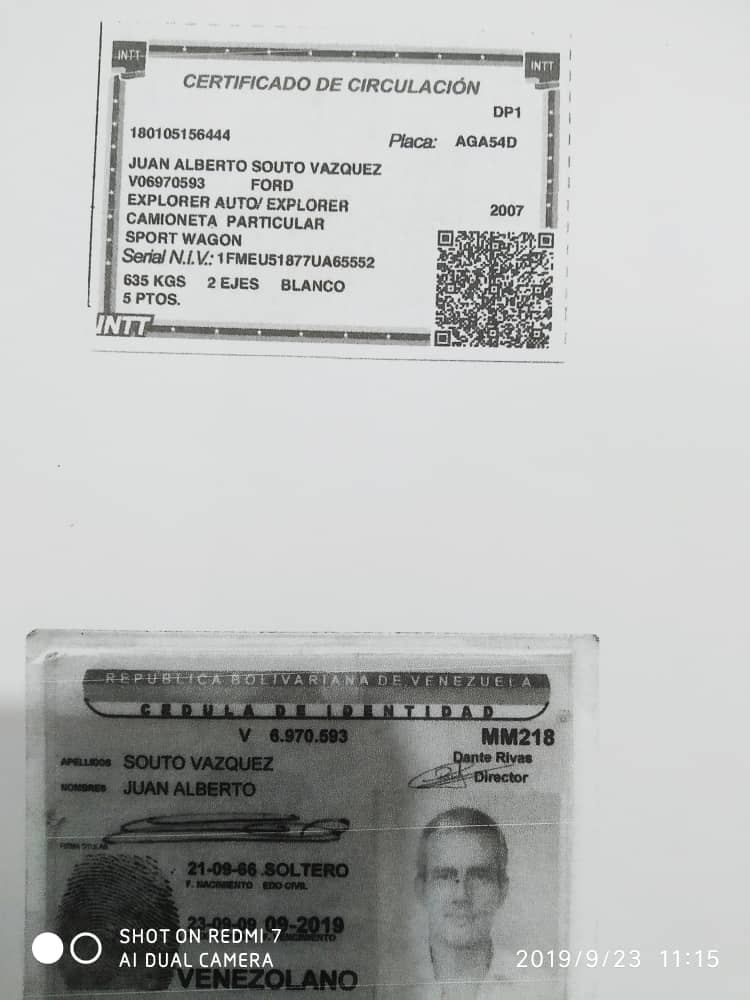 INTT
INTT
CERTIFICADO DE CIRCULACIÓN
DP1
180105156444 Placa: AGA54D
JUAN ALBERTO SOUTO VAZQUEZ
V06970593 FORD
EXPLORER AUTO/ EXPLORER 2007
CAMIONETA PARTICULAR
SPORT WAGON
Serial N.I.V.: 1FMEU51877UA65552
635 KGS 2 EJES BLANCO
5 PTOS.
INTT
REPUBLICA BOLIVARIANA DE VENEZUELA
CEDULA DE IDENTIDAD
V 6.970.593 MM218
APELLIDOS SOUTO VAZQUEZ Dante Rivas
Director
NOMBRES JUAN ALBERTO
FIRMA TITULAR
21-09-66 SOLTERO
F. NACIMIENTO EDO CIVIL
23-09-09 09-2019
VENEZOLANO
SHOT ON REDMI 7
AI DUAL CAMERA
2019/9/23 11:15